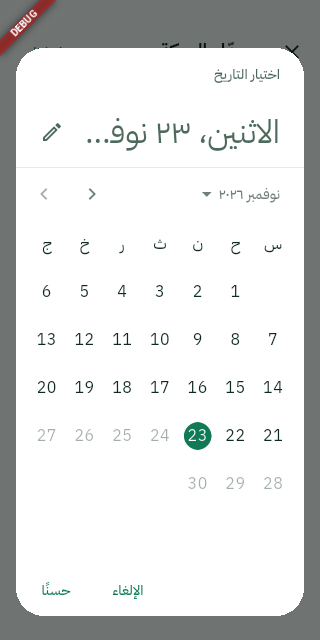 DEBUG
اختيار التاريخ
الاثنين، ٢٣ نوفـ...
نوفمبر ٢٠٢٦
س ح ن ث ر خ ج
1 2 3 4 5 6
7 8 9 10 11 12 13
14 15 16 17 18 19 20
21 22 23 24 25 26 27
28 29 30
الإلغاء حسنًا